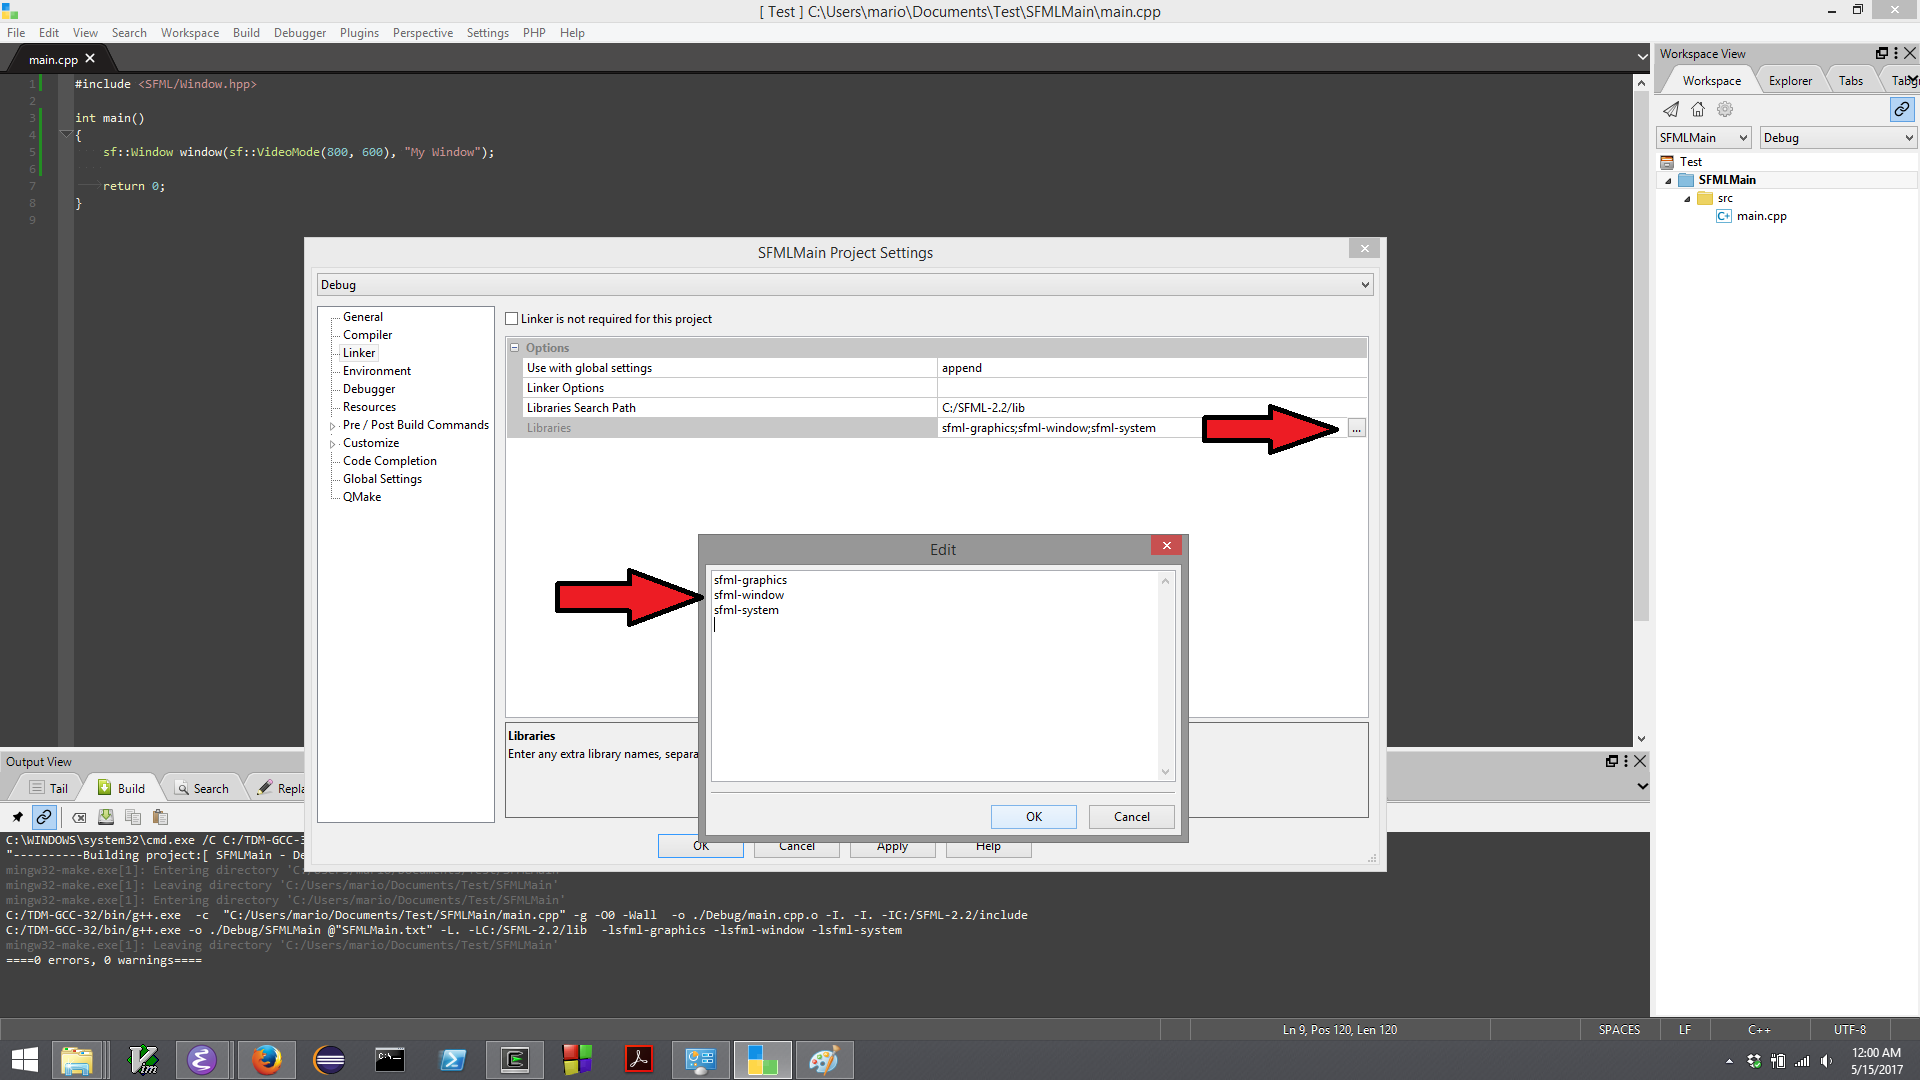 [ Test ] C:\Users\mario\Documents\Test\SFMLMain\main.cpp
File Edit View Search Workspace Build Debugger Plugins Perspective Settings PHP Help
main.cpp
1 #include <SFML/Window.hpp>
2
3 int main()
4 {
5 sf::Window window(sf::VideoMode(800, 600), "My Window");
6
7 return 0;
8 }
9
Workspace View
Workspace Explorer Tabs Tabg
SFMLMain Debug
Test
SFMLMain
src
main.cpp
SFMLMain Project Settings
Debug
General
Compiler
Linker
Environment
Debugger
Resources
Pre / Post Build Commands
Customize
Code Completion
Global Settings
QMake
Linker is not required for this project
Options
Use with global settings append
Linker Options
Libraries Search Path C:/SFML-2.2/lib
Libraries sfml-graphics;sfml-window;sfml-system ...
Libraries
Enter any extra library names, separa
OK Cancel Apply Help
Edit
sfml-graphics
sfml-window
sfml-system
OK Cancel
Output View
Tail Build Search Repla
C:\WINDOWS\system32\cmd.exe /C C:/TDM-GCC-3
"----------Building project:[ SFMLMain - De
mingw32-make.exe[1]: Entering directory 'C:/Users/mario/Documents/Test/SFMLMain'
mingw32-make.exe[1]: Leaving directory 'C:/Users/mario/Documents/Test/SFMLMain'
mingw32-make.exe[1]: Entering directory 'C:/Users/mario/Documents/Test/SFMLMain'
C:/TDM-GCC-32/bin/g++.exe -c "C:/Users/mario/Documents/Test/SFMLMain/main.cpp" -g -O0 -Wall -o ./Debug/main.cpp.o -I. -I. -IC:/SFML-2.2/include
C:/TDM-GCC-32/bin/g++.exe -o ./Debug/SFMLMain @"SFMLMain.txt" -L. -LC:/SFML-2.2/lib -lsfml-graphics -lsfml-window -lsfml-system
mingw32-make.exe[1]: Leaving directory 'C:/Users/mario/Documents/Test/SFMLMain'
====0 errors, 0 warnings====
Ln 9, Pos 120, Len 120 SPACES LF C++ UTF-8
12:00 AM
5/15/2017